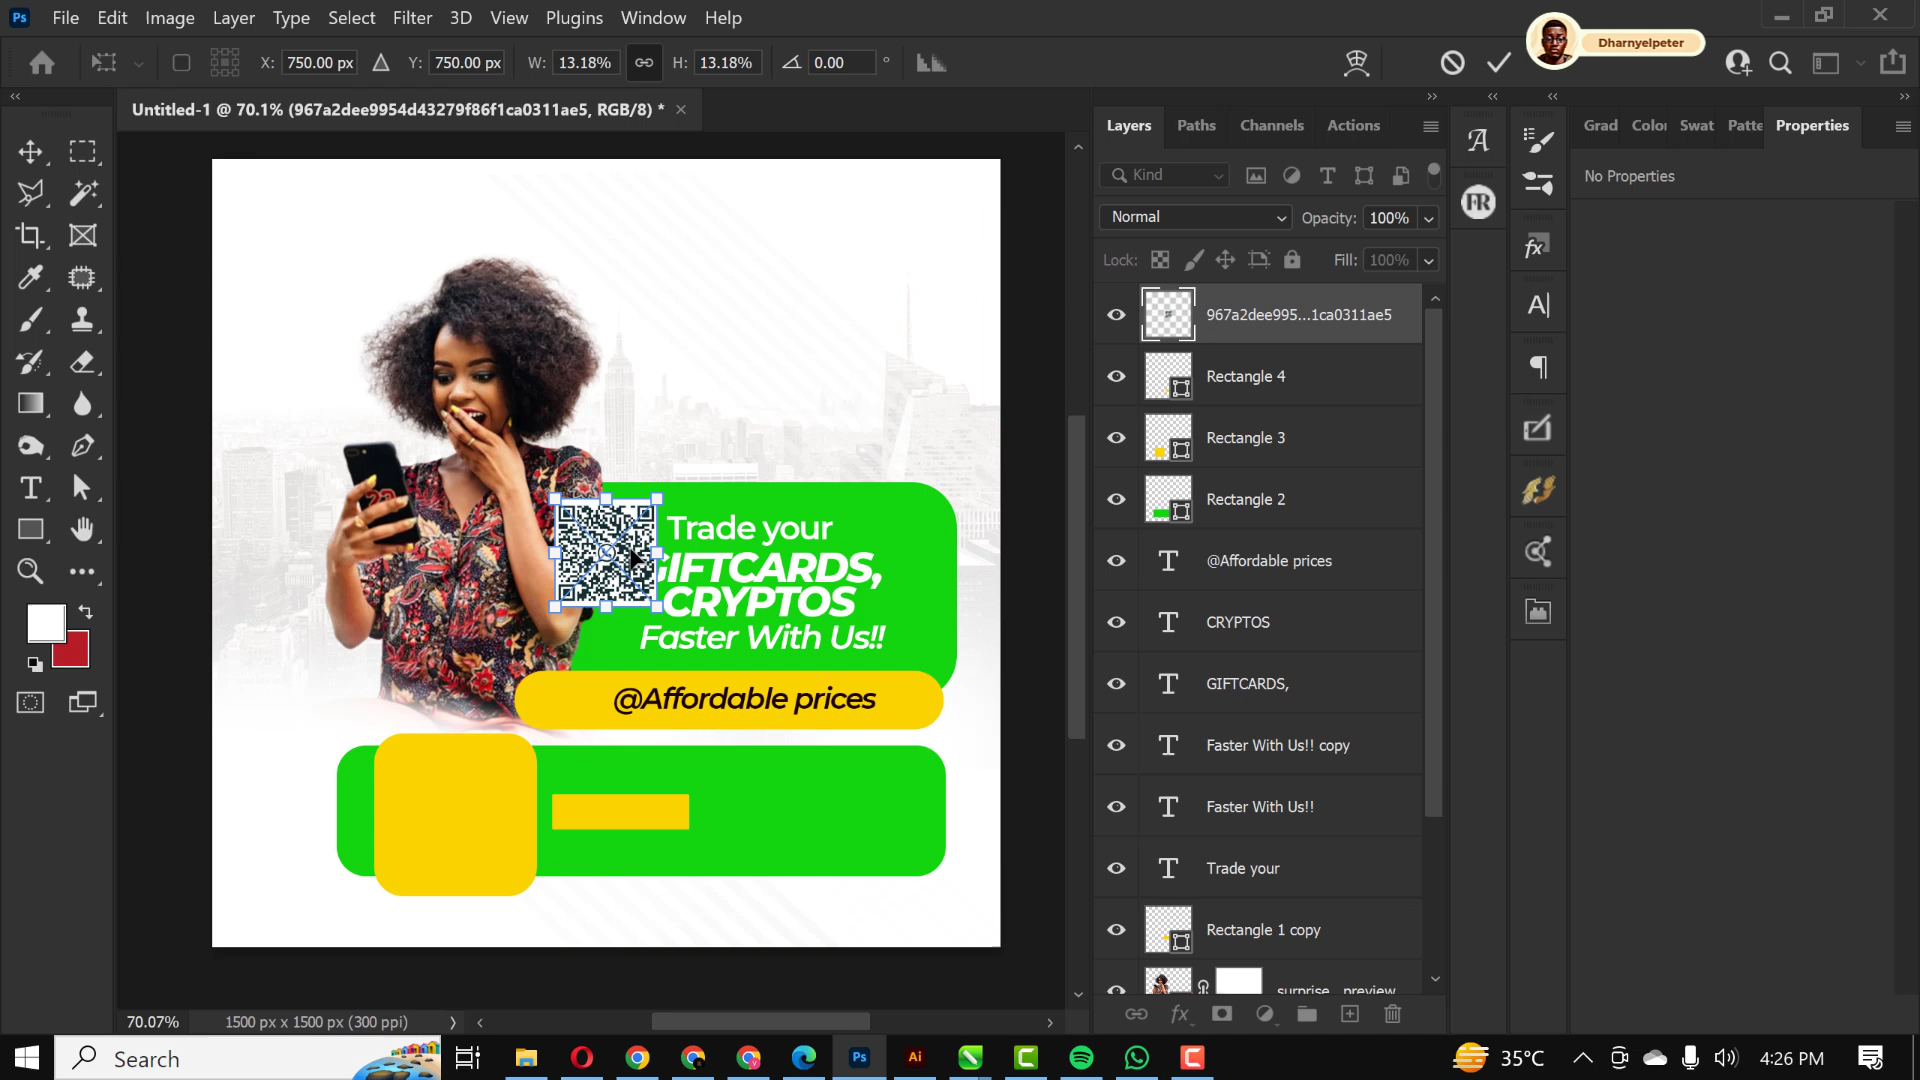 Ps File Edit Image Layer Type Select Filter 3D View Plugins Window Help
Dharnyelpeter
X: 750.00 px Y: 750.00 px W: 13.18% H: 13.18% 0.00 °
Untitled-1 @ 70.1% (967a2dee9954d43279f86f1ca0311ae5, RGB/8) * ×
Layers Paths Channels Actions
Grad Color Swat Patte Properties
Kind
No Properties
Normal Opacity: 100%
Lock: Fill: 100%
967a2dee995...1ca0311ae5
Rectangle 4
Rectangle 3
Rectangle 2
@Affordable prices
CRYPTOS
GIFTCARDS,
Faster With Us!! copy
Faster With Us!!
Trade your
Rectangle 1 copy
surprise_preview
Trade your
GIFTCARDS,
CRYPTOS
Faster With Us!!
@Affordable prices
70.07% 1500 px x 1500 px (300 ppi)
Search
Ps Ai
35°C 4:26 PM